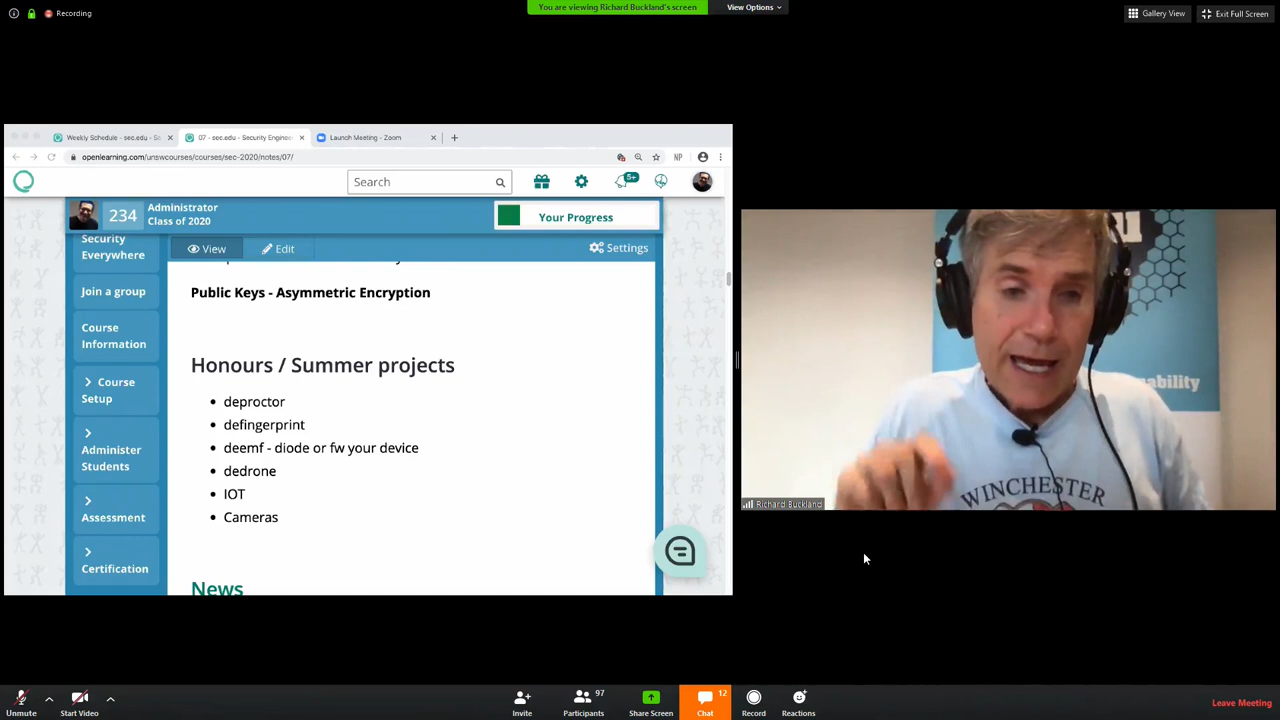 Recording
You are viewing Richard Buckland's screen
View Options
Gallery View
Exit Full Screen
Weekly Schedule - sec.edu - Se
07 - sec.edu - Security Enginee
Launch Meeting - Zoom
openlearning.com/unswcourses/courses/sec-2020/notes/07/
NP
Search
5+
234
Administrator
Class of 2020
Your Progress
View
Edit
Settings
Security
Everywhere
Join a group
Course
Information
Course
Setup
Administer
Students
Assessment
Certification
Public Keys - Asymmetric Encryption
Honours / Summer projects
• deproctor
• defingerprint
• deemf - diode or fw your device
• dedrone
• IOT
• Cameras
News
WINCHESTER
Richard Buckland
Unmute
Start Video
Invite
Participants
97
Share Screen
Chat
12
Record
Reactions
Leave Meeting